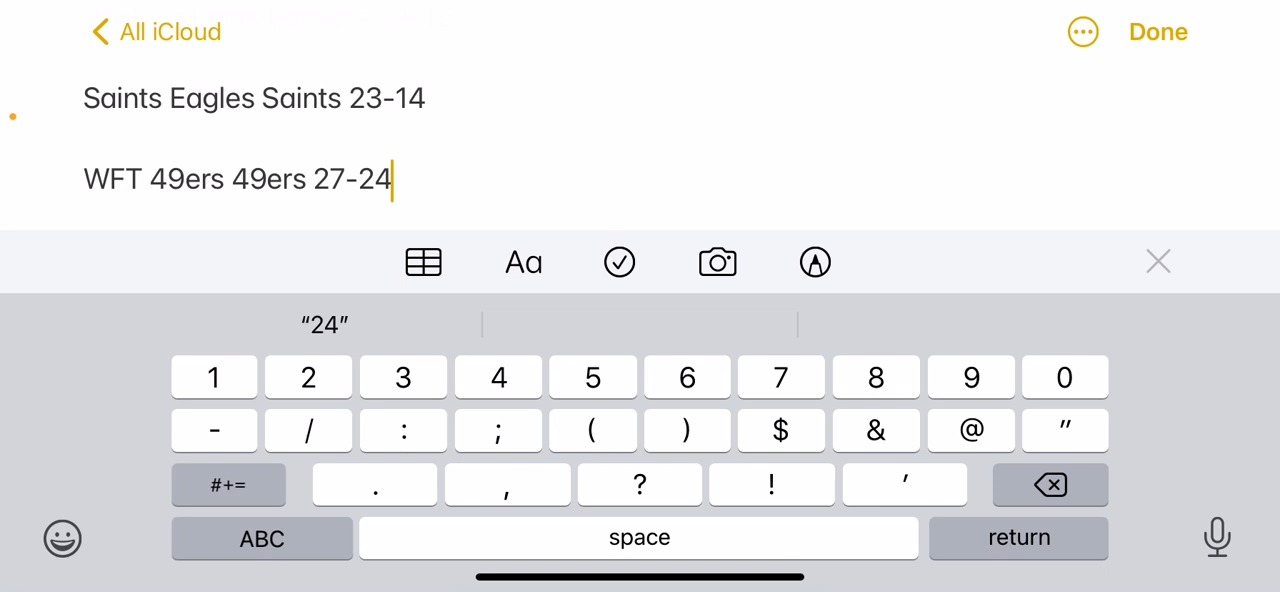 All iCloud
Done
Saints Eagles Saints 23-14
WFT 49ers 49ers 27-24
Aa
“24”
1 2 3 4 5 6 7 8 9 0
- / : ; ( ) $ & @ "
#+= . , ? ! '
ABC space return